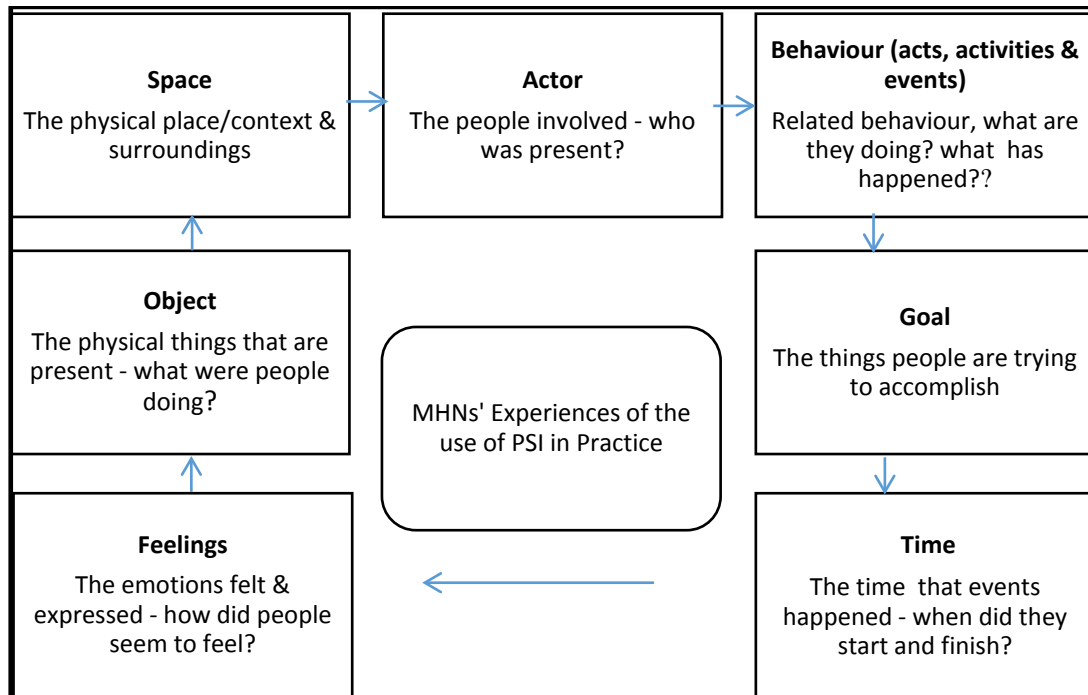 Space
The physical place/context &
surroundings
Actor
The people involved - who
was present?
Behaviour (acts, activities &
events)
Related behaviour, what are
they doing? what  has
happened??
Object
The physical things that are
present - what were people
doing?
MHNs' Experiences of the
use of PSI in Practice
Goal
The things people are trying
to accomplish
Feelings
The emotions felt &
expressed - how did people
seem to feel?
Time
The time  that events
happened - when did they
start and finish?